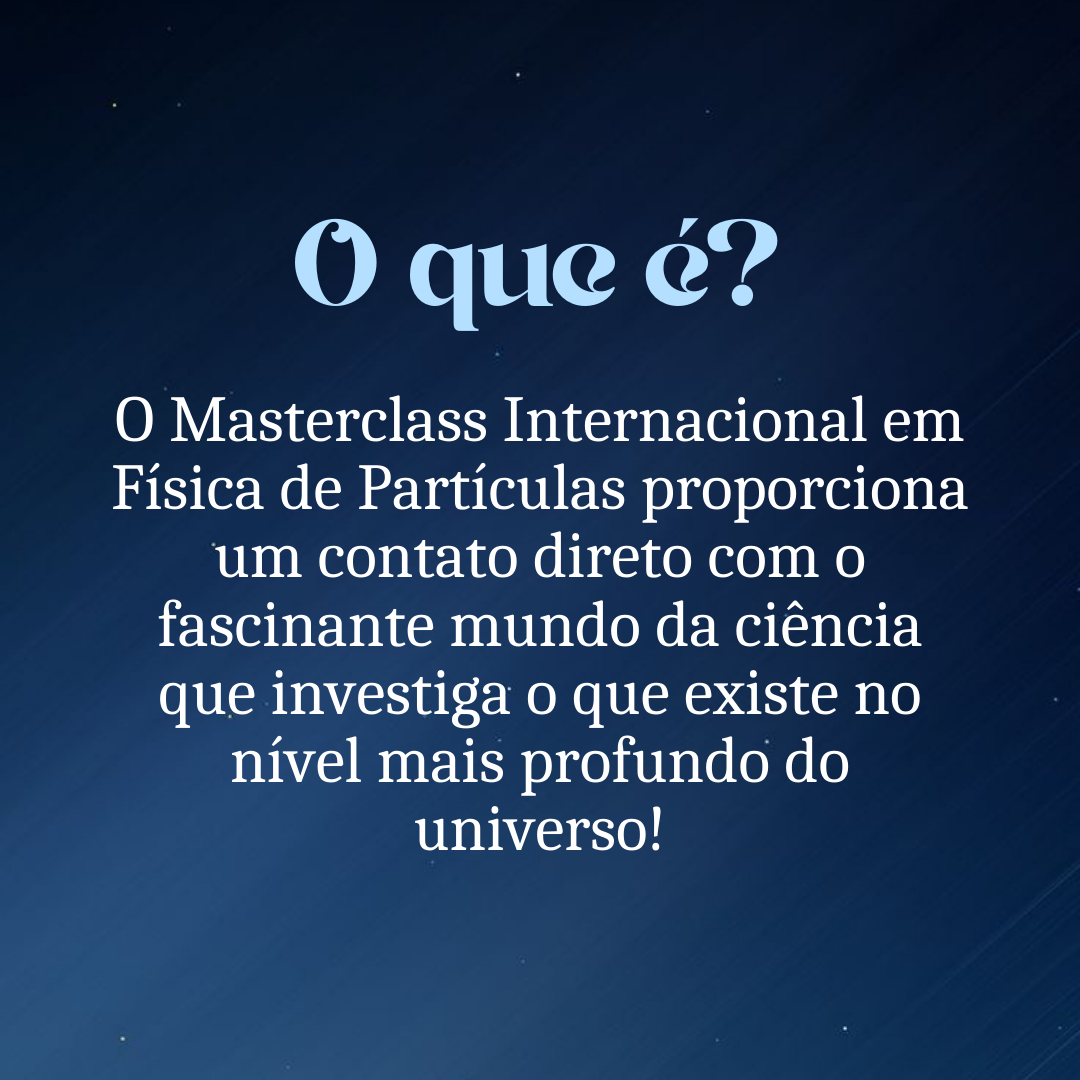 O que é?
O Masterclass Internacional em
Física de Partículas proporciona
um contato direto com o
fascinante mundo da ciência
que investiga o que existe no
nível mais profundo do
universo!